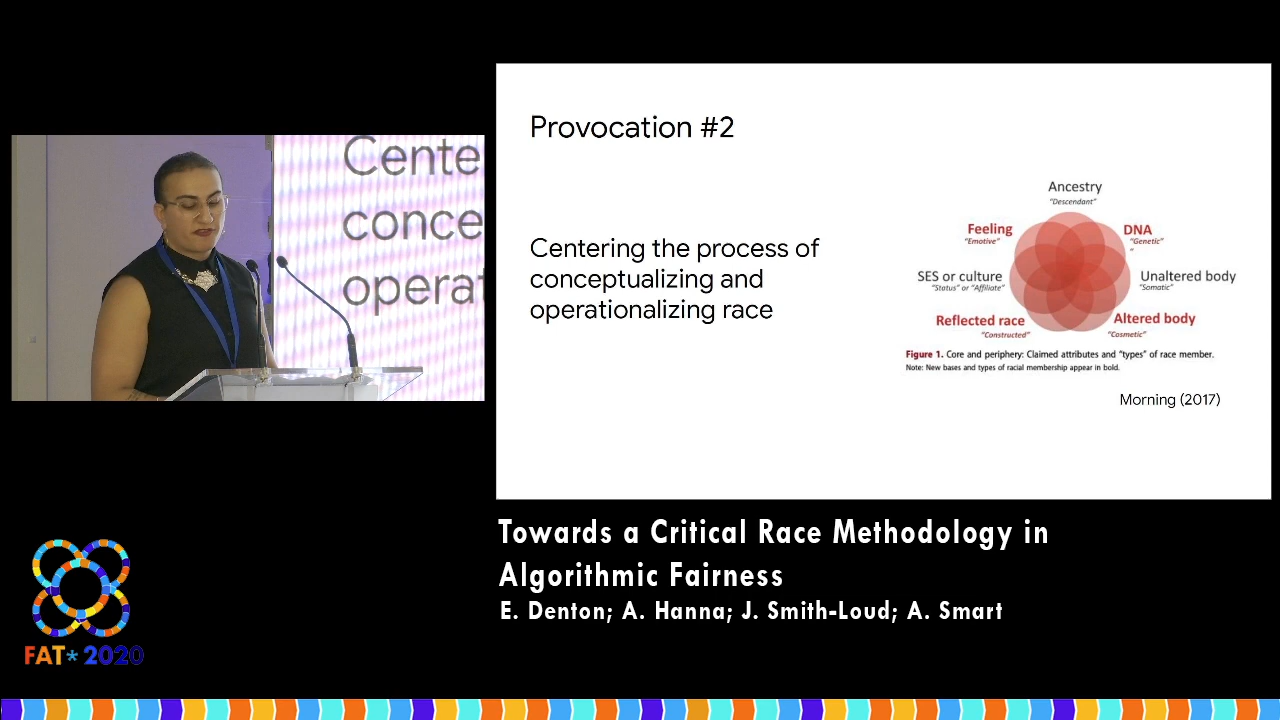 Cente
conce
operat
Provocation #2
Centering the process of
conceptualizing and
operationalizing race
Ancestry
"Descendant"
Feeling
"Emotive"
DNA
"Genetic"
"
SES or culture
"Status" or "Affiliate"
Unaltered body
"Somatic"
Reflected race
"Constructed"
Altered body
"Cosmetic"
Figure 1. Core and periphery: Claimed attributes and "types" of race member.
Note: New bases and types of racial membership appear in bold.
Morning (2017)
Towards a Critical Race Methodology in
Algorithmic Fairness
E. Denton; A. Hanna; J. Smith-Loud; A. Smart
FAT* 2020